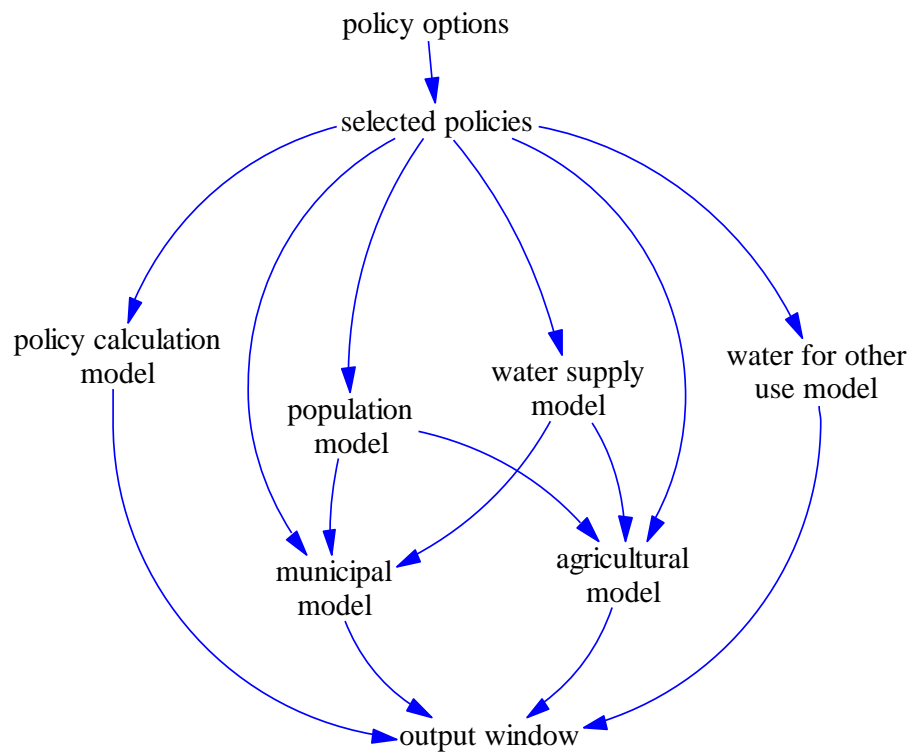 policy options
selected policies
policy calculation
model
water for other
use model
water supply
model
population
model
municipal
model
agricultural
model
output window